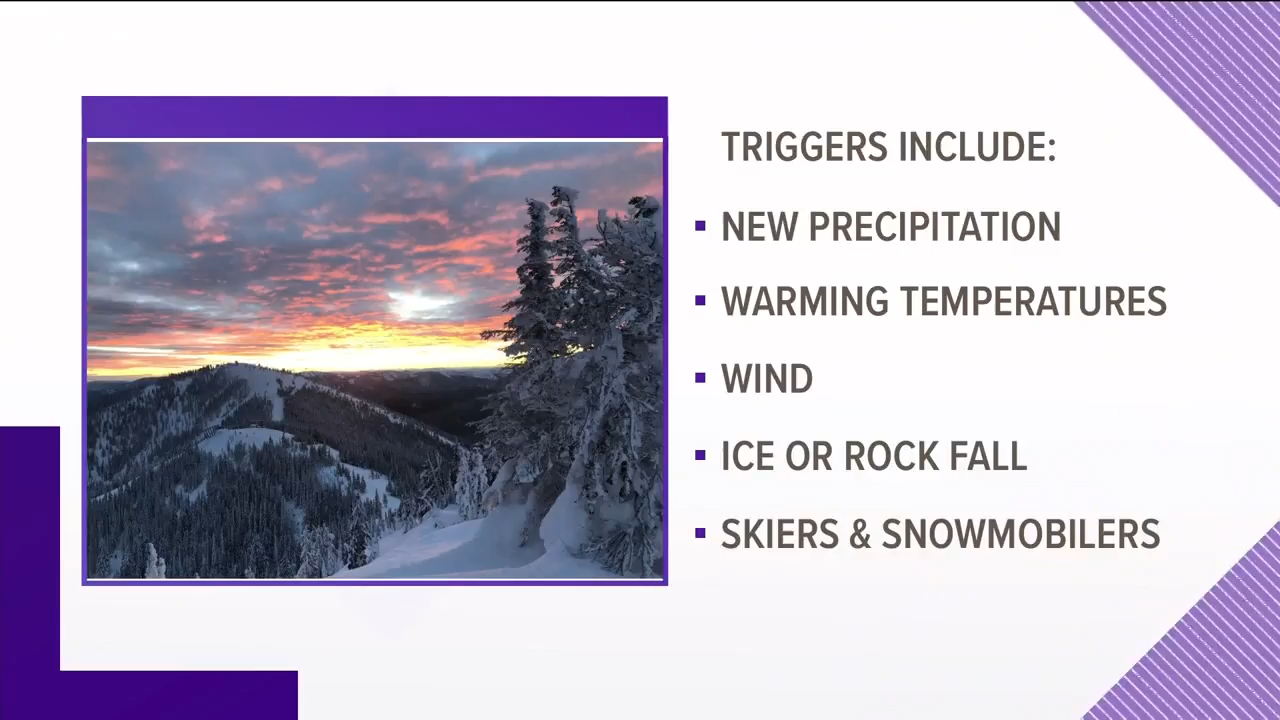 TRIGGERS INCLUDE:
NEW PRECIPITATION
WARMING TEMPERATURES
WIND
ICE OR ROCK FALL
SKIERS & SNOWMOBILERS